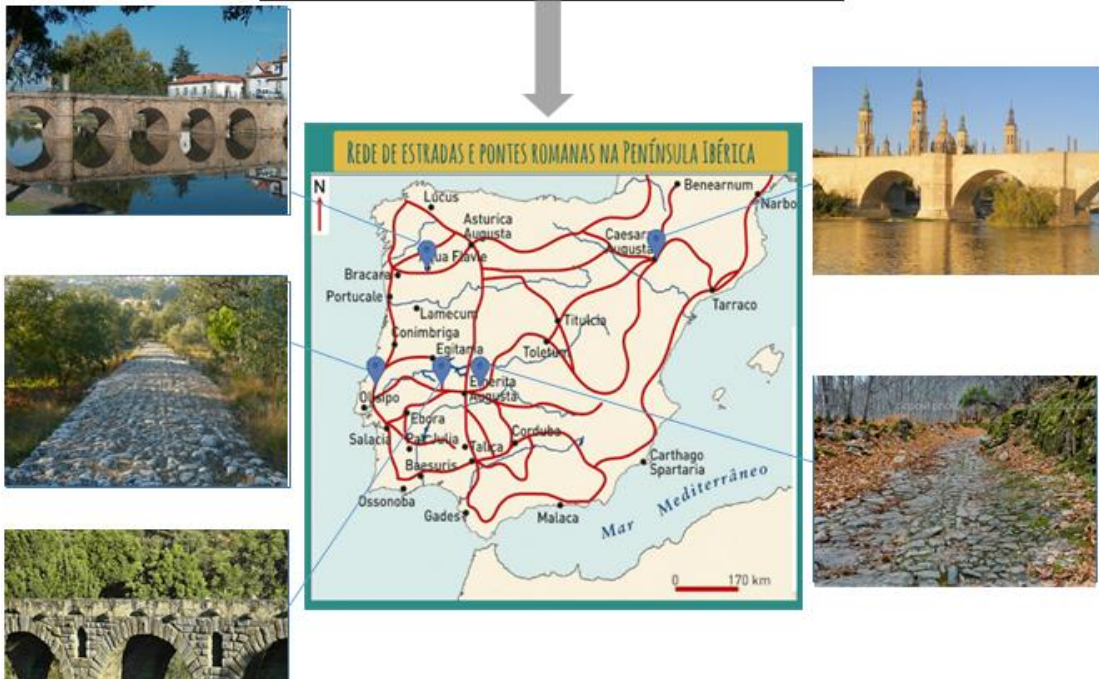 REDE DE ESTRADAS E PONTES ROMANAS NA PENÍNSULA IBÉRICA
N
Benearnum
Lucus
Narbo
Asturica
Augusta
Caesar
Augusta
Bracara
Portucale
Tarraco
Lamecum
Titulcia
Conimbriga
Egitania
Toletum
Emerita
Augusta
Olisipo
Ebora
Salacia
Julia
Talica
Corduba
Baesuris
Carthago
Spartaria
Ossonoba
Gades
Malaca
Mar Mediterrâneo
0 170 km